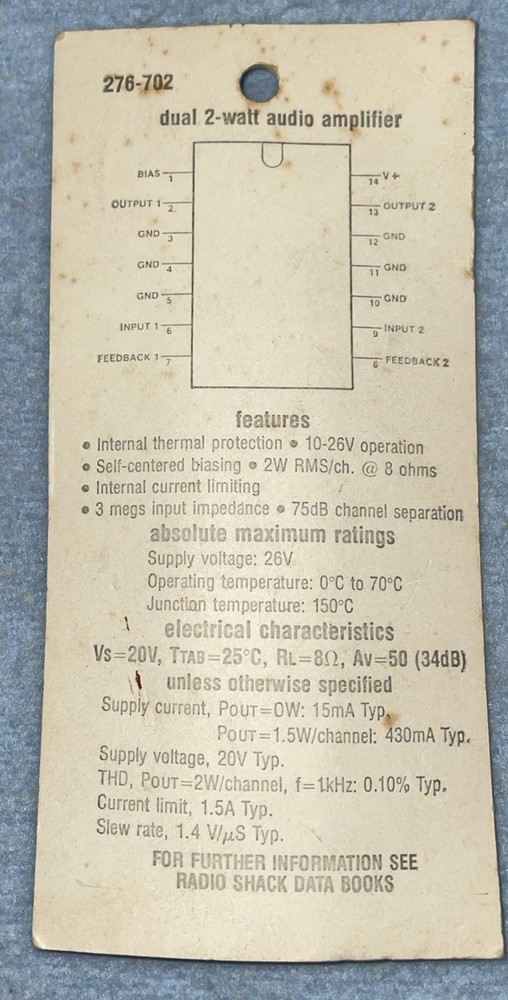 276-702
dual 2-watt audio amplifier
BIAS 1 14 V+
OUTPUT 1 2 13 OUTPUT 2
GND 3 12 GND
GND 4 11 GND
GND 5 10 GND
INPUT 1 6 9 INPUT 2
FEEDBACK 1 7 8 FEEDBACK 2
features
• Internal thermal protection • 10-26V operation
• Self-centered biasing • 2W RMS/ch. @ 8 ohms
• Internal current limiting
• 3 megs input impedance • 75dB channel separation
absolute maximum ratings
Supply voltage: 26V
Operating temperature: 0°C to 70°C
Junction temperature: 150°C
electrical characteristics
Vs=20V, TTAB=25°C, RL=8Ω, AV=50 (34dB)
unless otherwise specified
Supply current, POUT=0W: 15mA Typ.
POUT=1.5W/channel: 430mA Typ.
Supply voltage, 20V Typ.
THD, POUT=2W/channel, f=1kHz: 0.10% Typ.
Current limit, 1.5A Typ.
Slew rate, 1.4 V/μS Typ.
FOR FURTHER INFORMATION SEE
RADIO SHACK DATA BOOKS